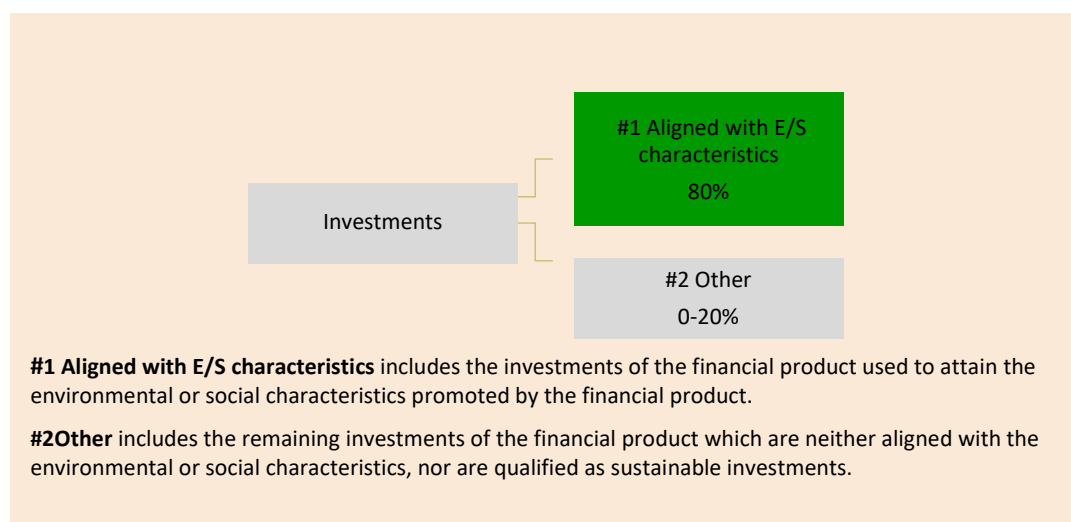 #1 Aligned with E/S
characteristics
80%
Investments
#2 Other
0-20%
#1 Aligned with E/S characteristics includes the investments of the financial product used to attain the
environmental or social characteristics promoted by the financial product.
#2Other includes the remaining investments of the financial product which are neither aligned with the
environmental or social characteristics, nor are qualified as sustainable investments.